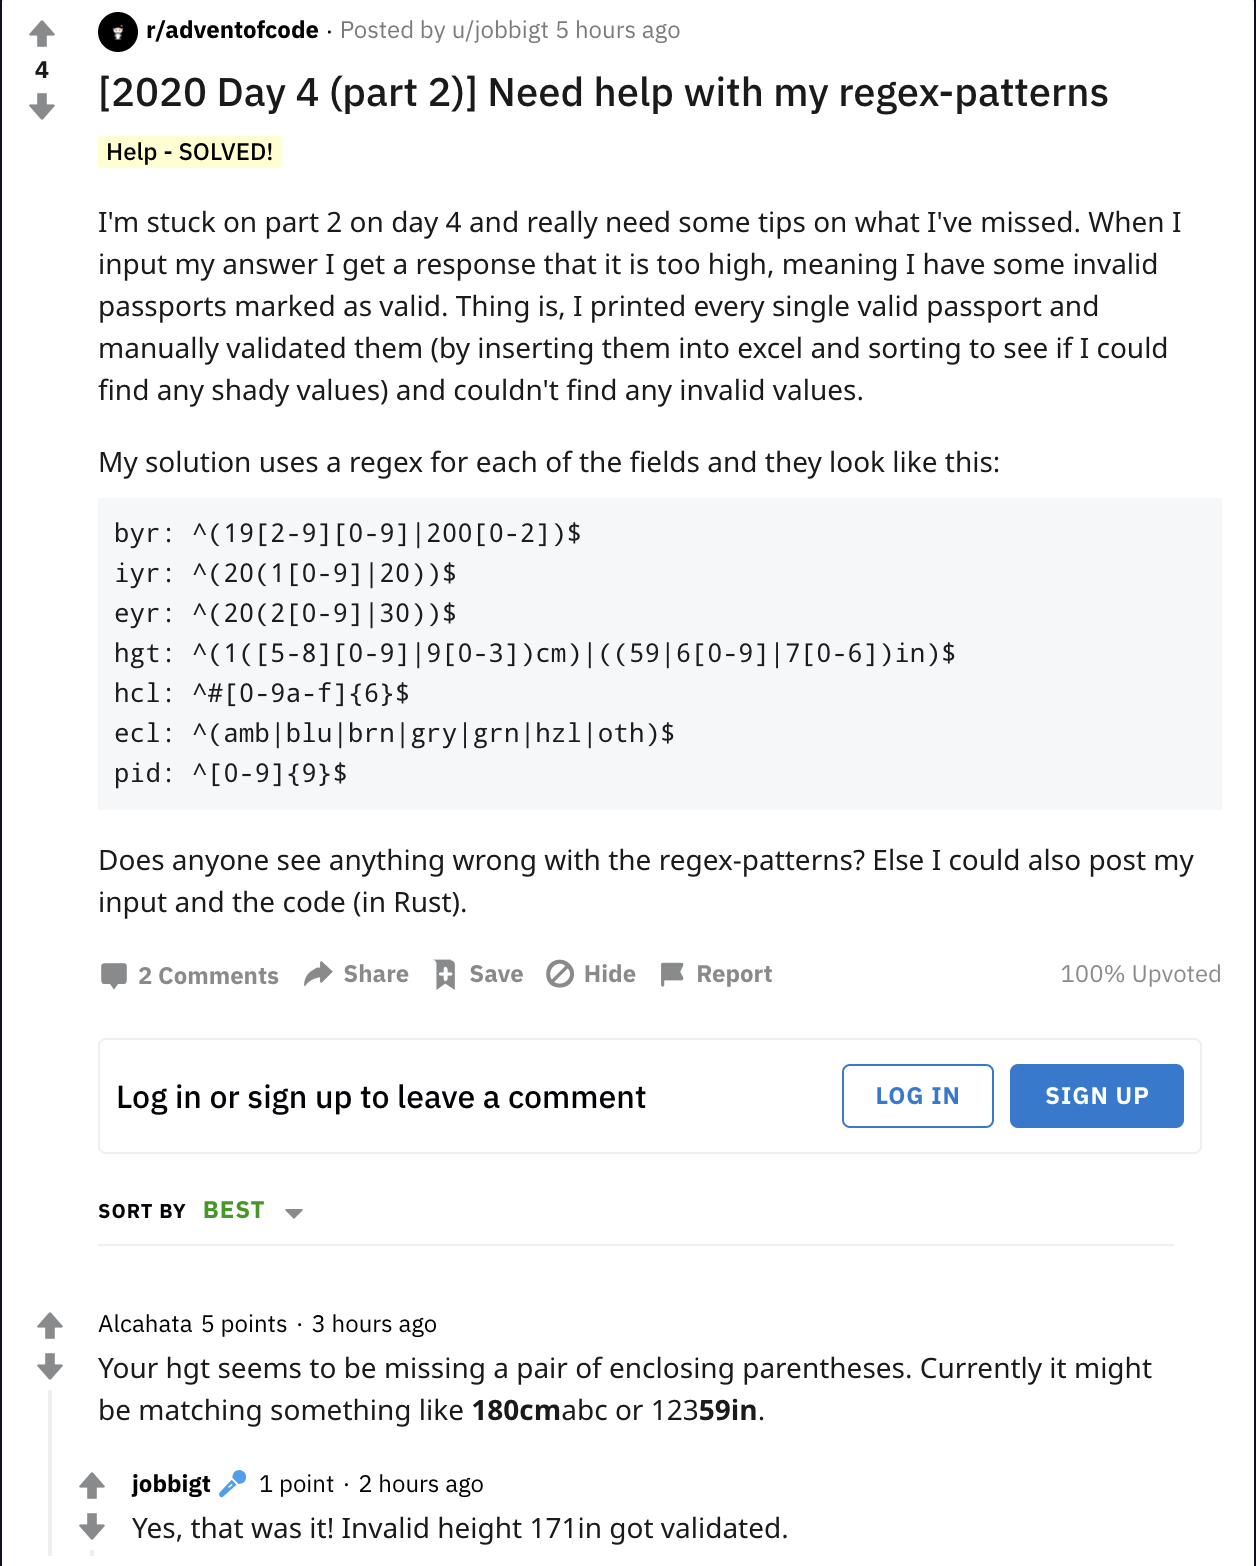 r/adventofcode · Posted by u/jobbigt 5 hours ago
4
[2020 Day 4 (part 2)] Need help with my regex-patterns
Help - SOLVED!
I'm stuck on part 2 on day 4 and really need some tips on what I've missed. When I
input my answer I get a response that it is too high, meaning I have some invalid
passports marked as valid. Thing is, I printed every single valid passport and
manually validated them (by inserting them into excel and sorting to see if I could
find any shady values) and couldn't find any invalid values.
My solution uses a regex for each of the fields and they look like this:
byr: ^(19[2-9][0-9]|200[0-2])$
iyr: ^(20(1[0-9]|20))$
eyr: ^(20(2[0-9]|30))$
hgt: ^(1([5-8][0-9]|9[0-3])cm)|((59|6[0-9]|7[0-6])in)$
hcl: ^#[0-9a-f]{6}$
ecl: ^(amb|blu|brn|gry|grn|hzl|oth)$
pid: ^[0-9]{9}$
Does anyone see anything wrong with the regex-patterns? Else I could also post my
input and the code (in Rust).
2 Comments Share Save Hide Report 100% Upvoted
Log in or sign up to leave a comment LOG IN SIGN UP
SORT BY BEST
Alcahata 5 points · 3 hours ago
Your hgt seems to be missing a pair of enclosing parentheses. Currently it might
be matching something like 180cmabc or 12359in.
jobbigt 1 point · 2 hours ago
Yes, that was it! Invalid height 171in got validated.